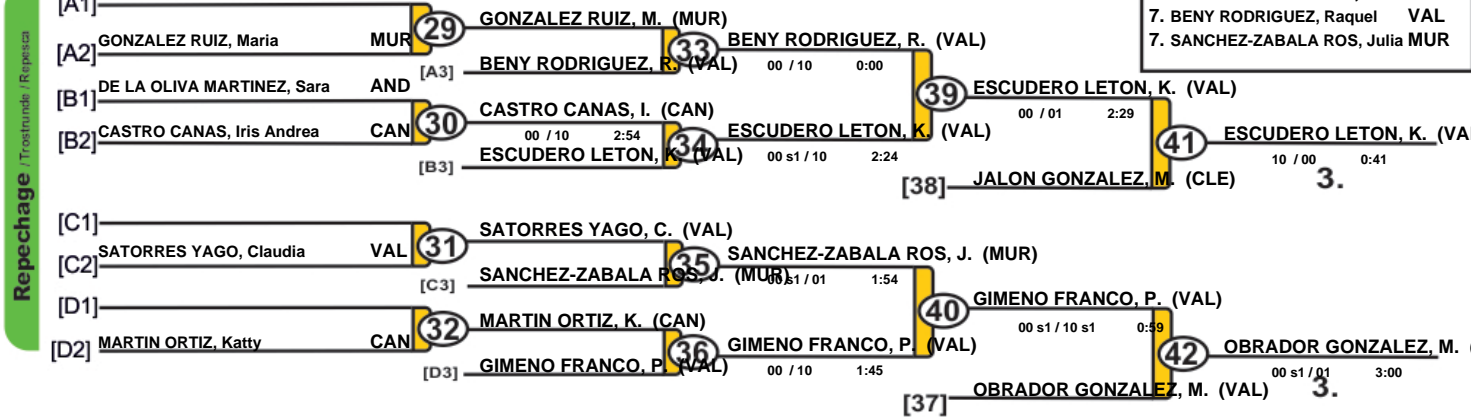 [A1]
[A2] GONZALEZ RUIZ, Maria MUR
29
GONZALEZ RUIZ, M. (MUR)
[A3] BENY RODRIGUEZ, R. (VAL)
33
BENY RODRIGUEZ, R. (VAL)
00 / 10 0:00
7. BENY RODRIGUEZ, Raquel VAL
7. SANCHEZ-ZABALA ROS, Julia MUR
Repechage / Trostrunde / Repesca
[B1] DE LA OLIVA MARTINEZ, Sara AND
[B2] CASTRO CANAS, Iris Andrea CAN
30
CASTRO CANAS, I. (CAN)
00 / 10 2:54
[B3] ESCUDERO LETON, K. (VAL)
34
ESCUDERO LETON, K. (VAL)
00 s1 / 10 2:24
39
ESCUDERO LETON, K. (VAL)
00 / 01 2:29
[38] JALON GONZALEZ, M. (CLE)
41
ESCUDERO LETON, K. (VA
10 / 00 0:41
3.
[C1]
[C2] SATORRES YAGO, Claudia VAL
31
SATORRES YAGO, C. (VAL)
[C3] SANCHEZ-ZABALA ROS, J. (MUR)
35
SANCHEZ-ZABALA ROS, J. (MUR)
00 s1 / 01 1:54
[D1]
[D2] MARTIN ORTIZ, Katty CAN
32
MARTIN ORTIZ, K. (CAN)
[D3] GIMENO FRANCO, P. (VAL)
36
GIMENO FRANCO, P. (VAL)
00 / 10 1:45
40
GIMENO FRANCO, P. (VAL)
00 s1 / 10 s1 0:59
[37] OBRADOR GONZALEZ, M. (VAL)
42
OBRADOR GONZALEZ, M. (
00 s1 / 01 3:00
3.